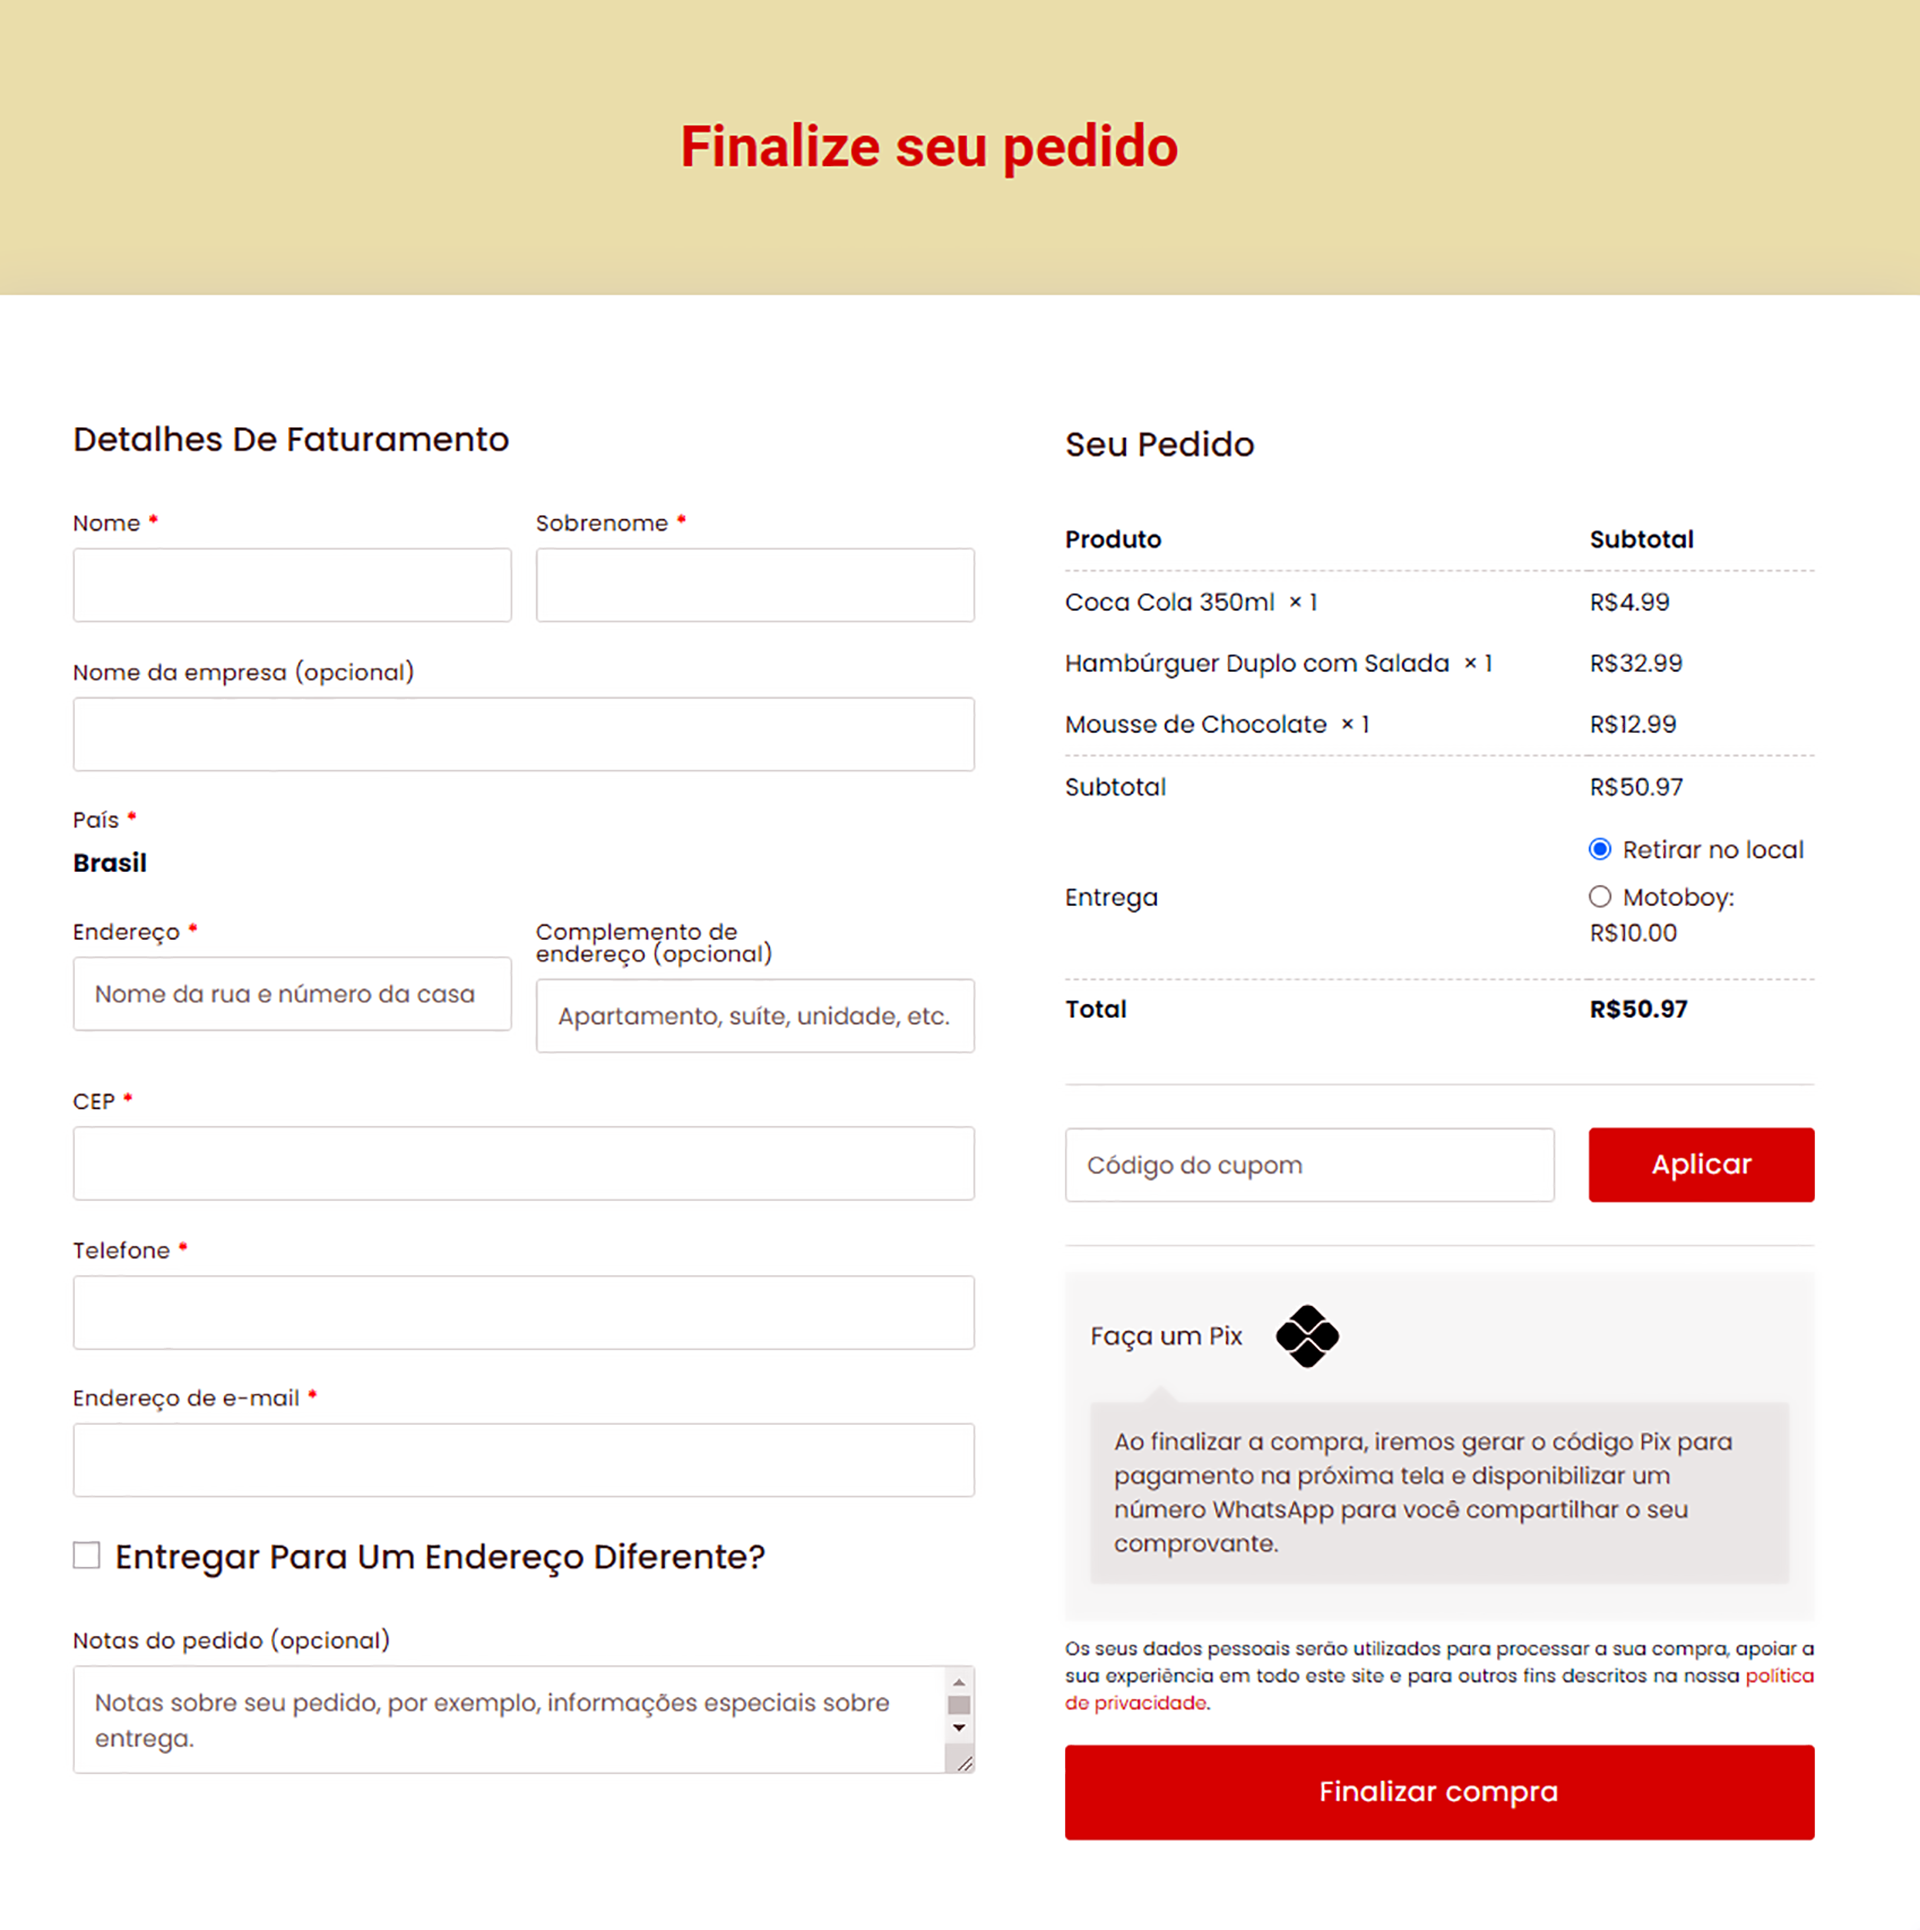 Finalize seu pedido
Detalhes De Faturamento
Nome *
Sobrenome *
Nome da empresa (opcional)
País *
Brasil
Endereço *
Nome da rua e número da casa
Complemento de
endereço (opcional)
Apartamento, suíte, unidade, etc.
CEP *
Telefone *
Endereço de e-mail *
Entregar Para Um Endereço Diferente?
Notas do pedido (opcional)
Notas sobre seu pedido, por exemplo, informações especiais sobre
entrega.
Seu Pedido
Produto Subtotal
Coca Cola 350ml × 1 R$4.99
Hambúrguer Duplo com Salada × 1 R$32.99
Mousse de Chocolate × 1 R$12.99
Subtotal R$50.97
Entrega
Retirar no local
Motoboy:
R$10.00
Total R$50.97
Código do cupom
Aplicar
Faça um Pix
Ao finalizar a compra, iremos gerar o código Pix para
pagamento na próxima tela e disponibilizar um
número WhatsApp para você compartilhar o seu
comprovante.
Os seus dados pessoais serão utilizados para processar a sua compra, apoiar a
sua experiência em todo este site e para outros fins descritos na nossa política
de privacidade.
Finalizar compra